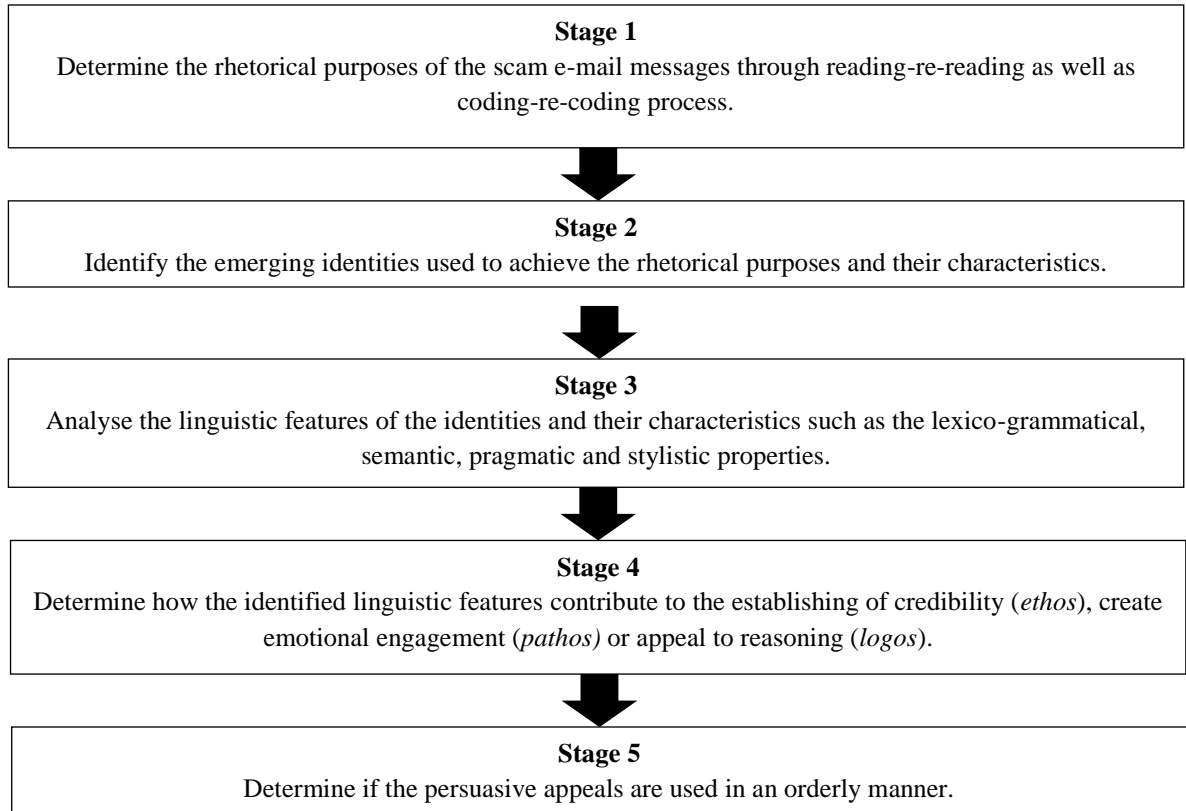 Stage 1
Determine the rhetorical purposes of the scam e-mail messages through reading-re-reading as well as
coding-re-coding process.
Stage 2
Identify the emerging identities used to achieve the rhetorical purposes and their characteristics.
Stage 3
Analyse the linguistic features of the identities and their characteristics such as the lexico-grammatical,
semantic, pragmatic and stylistic properties.
Stage 4
Determine how the identified linguistic features contribute to the establishing of credibility (ethos), create
emotional engagement (pathos) or appeal to reasoning (logos).
Stage 5
Determine if the persuasive appeals are used in an orderly manner.